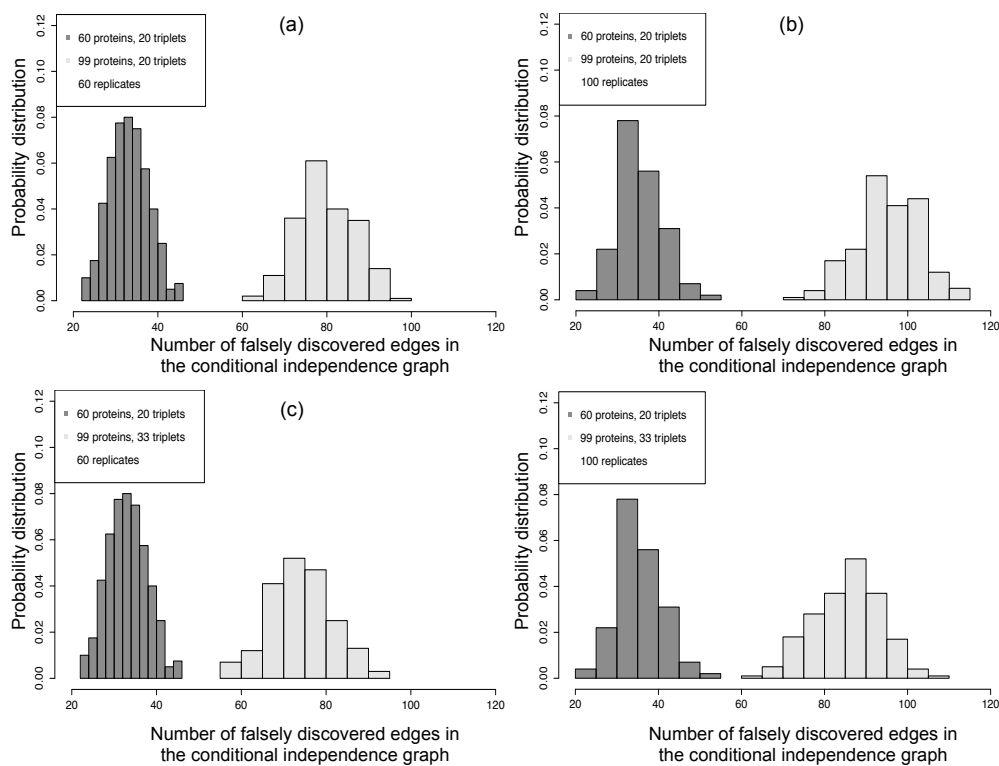 (a)
60 proteins, 20 triplets
99 proteins, 20 triplets
60 replicates
Probability distribution
0.00 0.02 0.04 0.06 0.08 0.10 0.12
20 40 60 80 100 120
Number of falsely discovered edges in
the conditional independence graph
(b)
60 proteins, 20 triplets
99 proteins, 20 triplets
100 replicates
Probability distribution
0.00 0.02 0.04 0.06 0.08 0.10 0.12
20 40 60 80 100 120
Number of falsely discovered edges in
the conditional independence graph
(c)
60 proteins, 20 triplets
99 proteins, 33 triplets
60 replicates
Probability distribution
0.00 0.02 0.04 0.06 0.08 0.10 0.12
20 40 60 80 100 120
Number of falsely discovered edges in
the conditional independence graph
60 proteins, 20 triplets
99 proteins, 33 triplets
100 replicates
Probability distribution
0.00 0.02 0.04 0.06 0.08 0.10 0.12
20 40 60 80 100 120
Number of falsely discovered edges in
the conditional independence graph